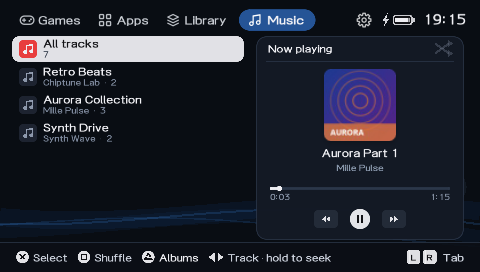 Games Apps Library Music 19:15
All tracks
7
Retro Beats
Chiptune Lab · 2
Aurora Collection
Mille Pulse · 3
Synth Drive
Synth Wave · 2
Now playing
AURORA
Aurora Part 1
Mille Pulse
0:03 1:15
Select Shuffle Albums Track · hold to seek L R Tab